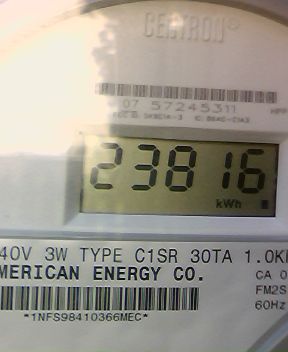 CENTRON®
07 57245311
23816
kWh
40V 3W TYPE C1SR 30TA 1.0K
MERICAN ENERGY CO.
CA 0
FM2S
60Hz
*1NFS98410366MEC*